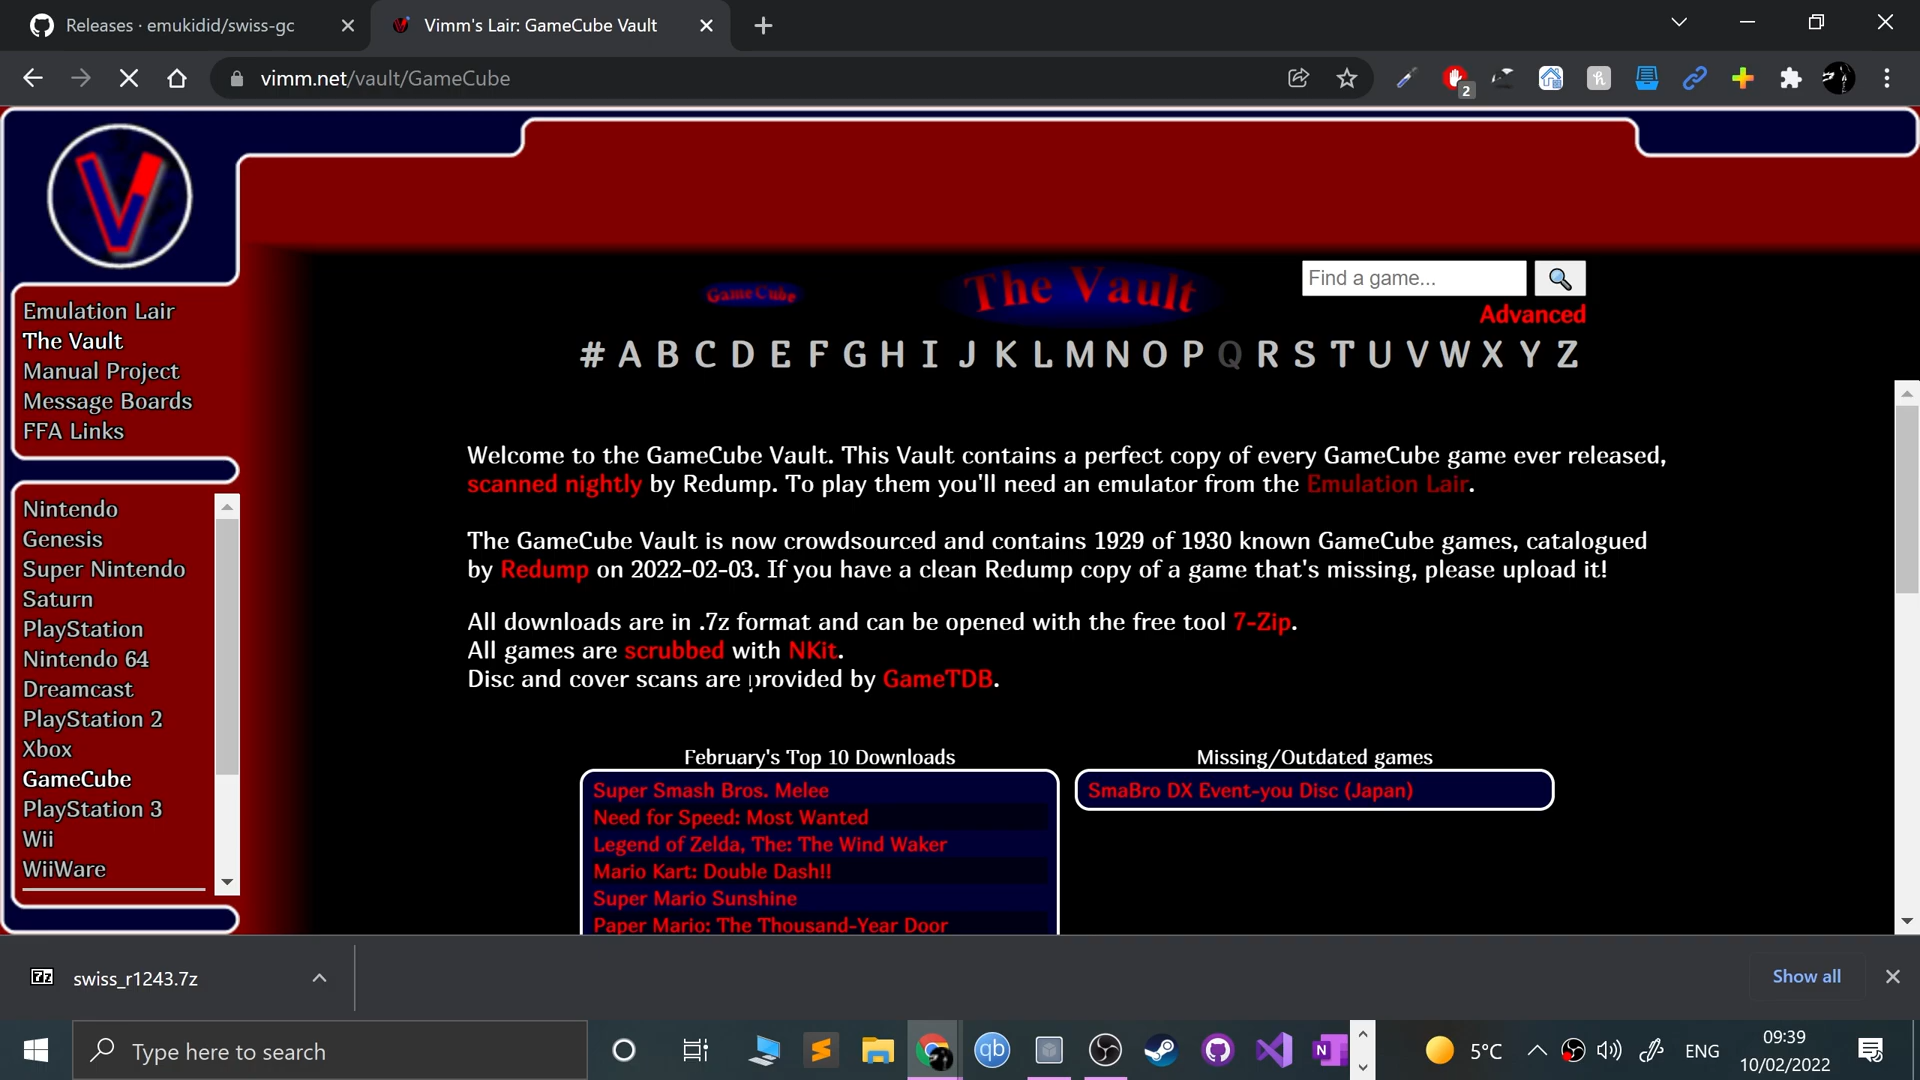 Releases · emukidid/swiss-gc
Vimm's Lair: GameCube Vault
vimm.net/vault/GameCube
2
V
GameCube
The Vault
Find a game...
Advanced
# A B C D E F G H I J K L M N O P Q R S T U V W X Y Z
Emulation Lair
The Vault
Manual Project
Message Boards
FFA Links
Nintendo
Genesis
Super Nintendo
Saturn
PlayStation
Nintendo 64
Dreamcast
PlayStation 2
Xbox
GameCube
PlayStation 3
Wii
WiiWare
Welcome to the GameCube Vault. This Vault contains a perfect copy of every GameCube game ever released,
scanned nightly by Redump. To play them you'll need an emulator from the Emulation Lair.
The GameCube Vault is now crowdsourced and contains 1929 of 1930 known GameCube games, catalogued
by Redump on 2022-02-03. If you have a clean Redump copy of a game that's missing, please upload it!
All downloads are in .7z format and can be opened with the free tool 7-Zip.
All games are scrubbed with NKit.
Disc and cover scans are provided by GameTDB.
February's Top 10 Downloads
Super Smash Bros. Melee
Need for Speed: Most Wanted
Legend of Zelda, The: The Wind Waker
Mario Kart: Double Dash!!
Super Mario Sunshine
Paper Mario: The Thousand-Year Door
Missing/Outdated games
SmaBro DX Event-you Disc (Japan)
7z
swiss_r1243.7z
Show all
Type here to search
qb
N
5°C
ENG
09:39
10/02/2022